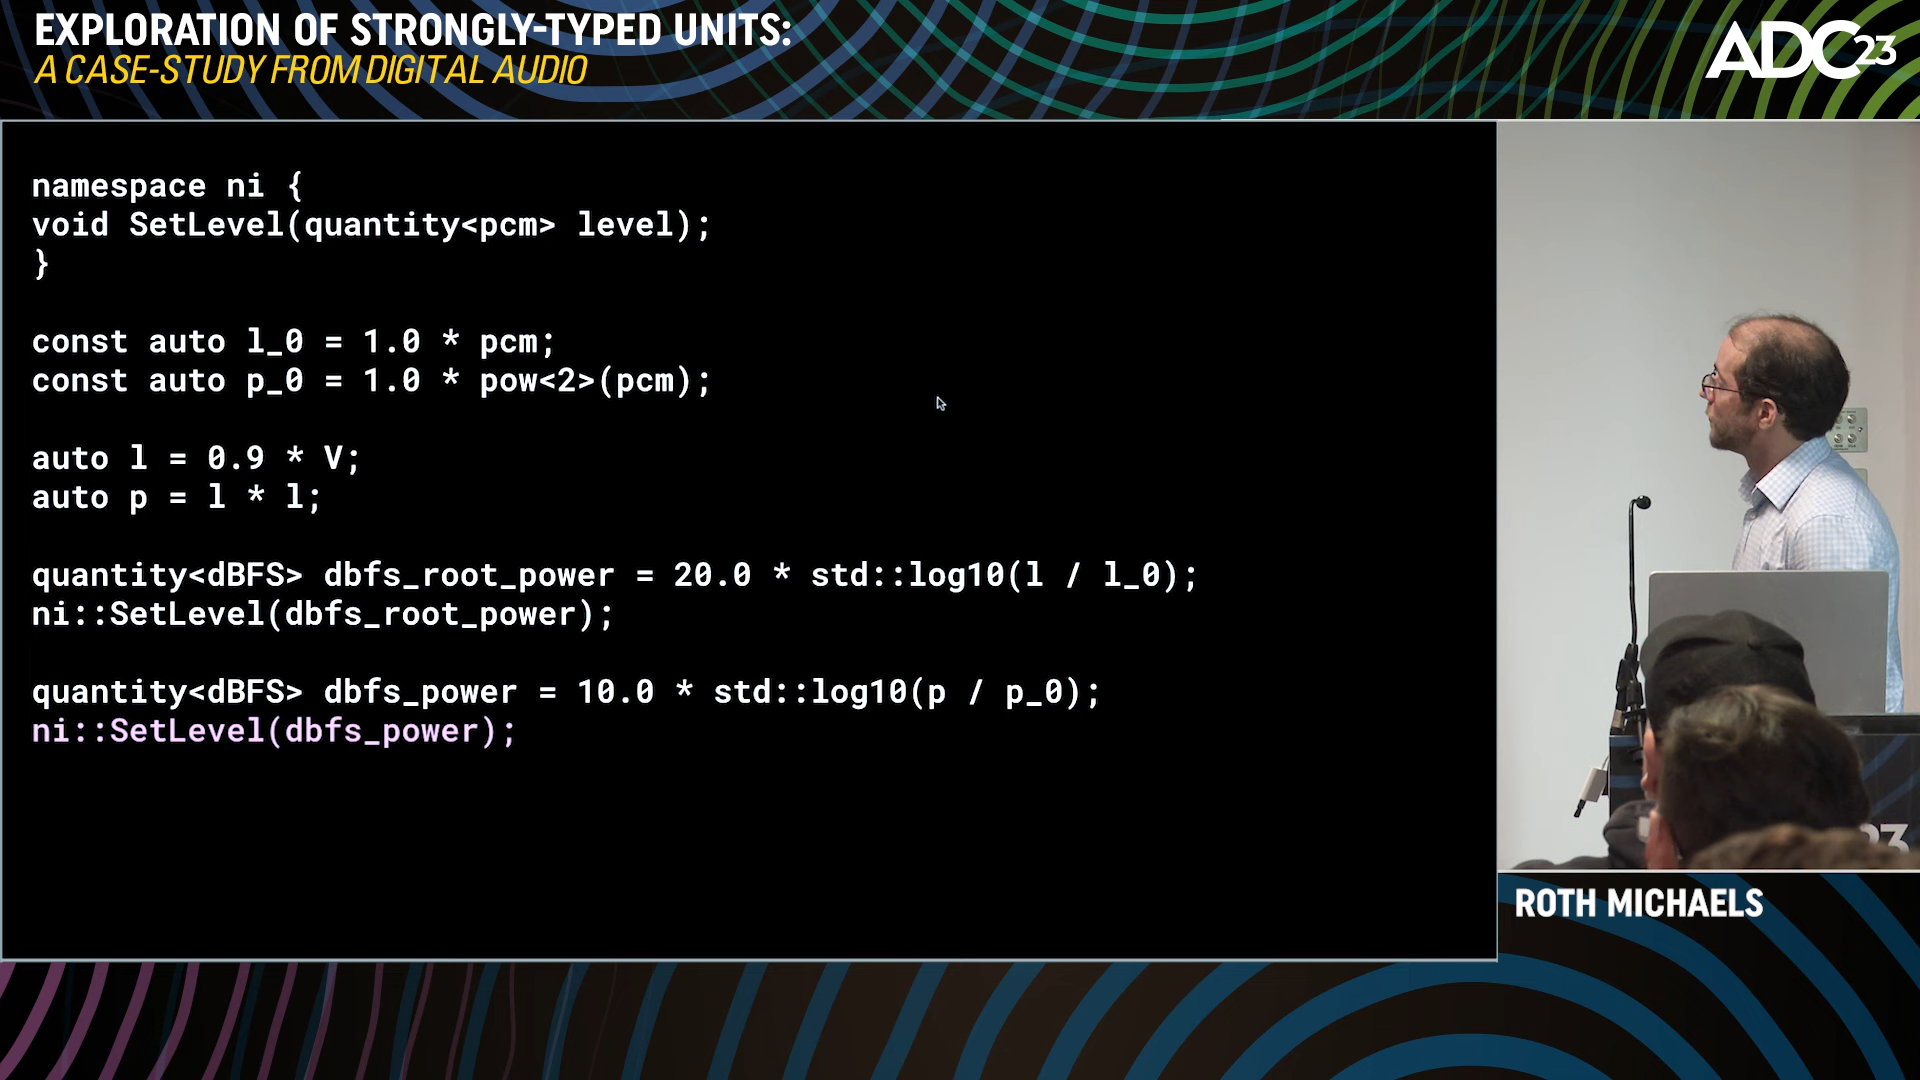 EXPLORATION OF STRONGLY-TYPED UNITS:
A CASE-STUDY FROM DIGITAL AUDIO
ADC23
namespace ni {
void SetLevel(quantity<pcm> level);
}
const auto l_0 = 1.0 * pcm;
const auto p_0 = 1.0 * pow<2>(pcm);
auto l = 0.9 * V;
auto p = l * l;
quantity<dBFS> dbfs_root_power = 20.0 * std::log10(l / l_0);
ni::SetLevel(dbfs_root_power);
quantity<dBFS> dbfs_power = 10.0 * std::log10(p / p_0);
ni::SetLevel(dbfs_power);
23
ROTH MICHAELS